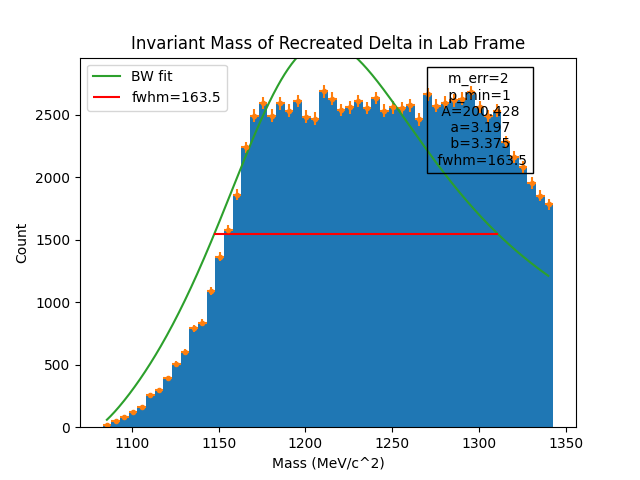 Invariant Mass of Recreated Delta in Lab Frame
BW fit
fwhm=163.5
m_err=2
p_min=1
A=200.428
a=3.197
b=3.375
fwhm=163.5
Count
2500
2000
1500
1000
500
0
1100
1150
1200
1250
1300
1350
Mass (MeV/c^2)